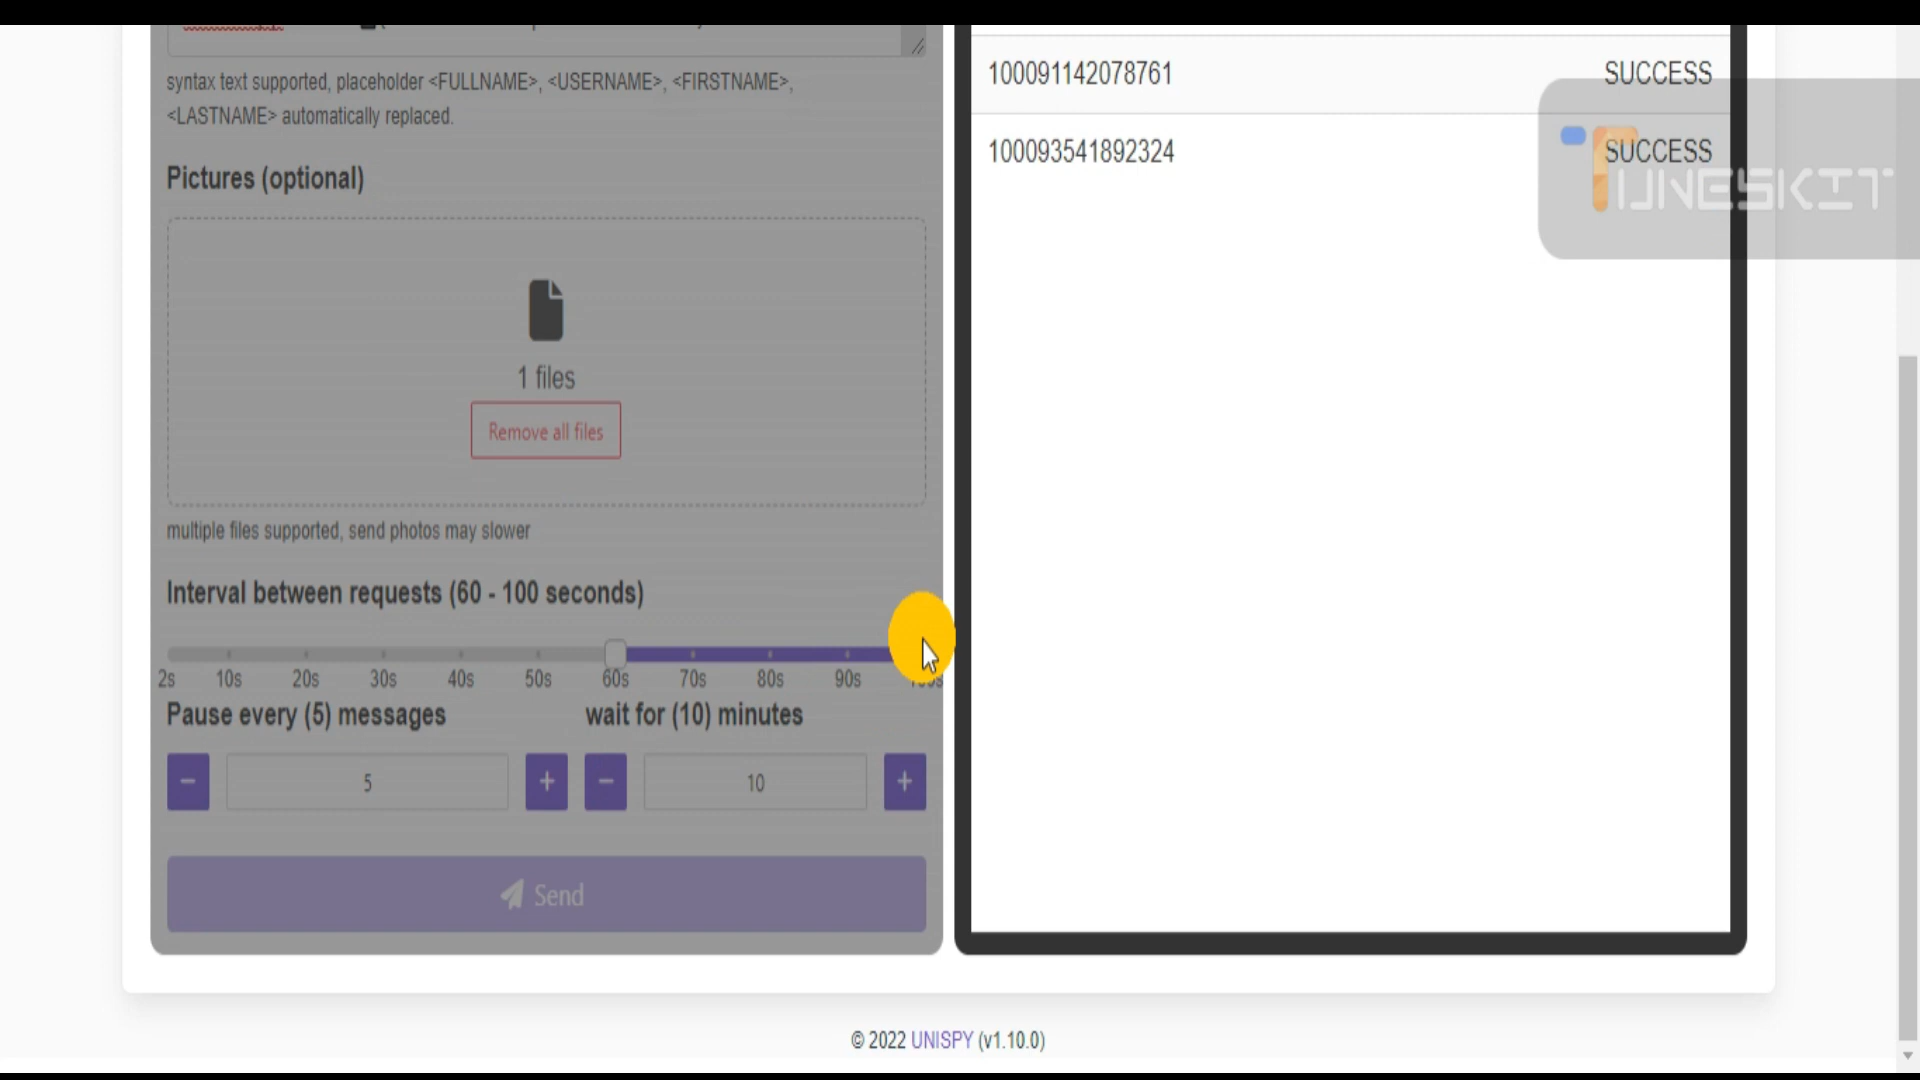 syntax text supported, placeholder <FULLNAME>, <USERNAME>, <FIRSTNAME>,
<LASTNAME> automatically replaced.
Pictures (optional)
1 files
Remove all files
multiple files supported, send photos may slower
Interval between requests (60 - 100 seconds)
2s 10s 20s 30s 40s 50s 60s 70s 80s 90s
Pause every (5) messages
wait for (10) minutes
− 5 +
− 10 +
Send
100091142078761 SUCCESS
100093541892324 SUCCESS
TUNESKIT
© 2022 UNISPY (v1.10.0)